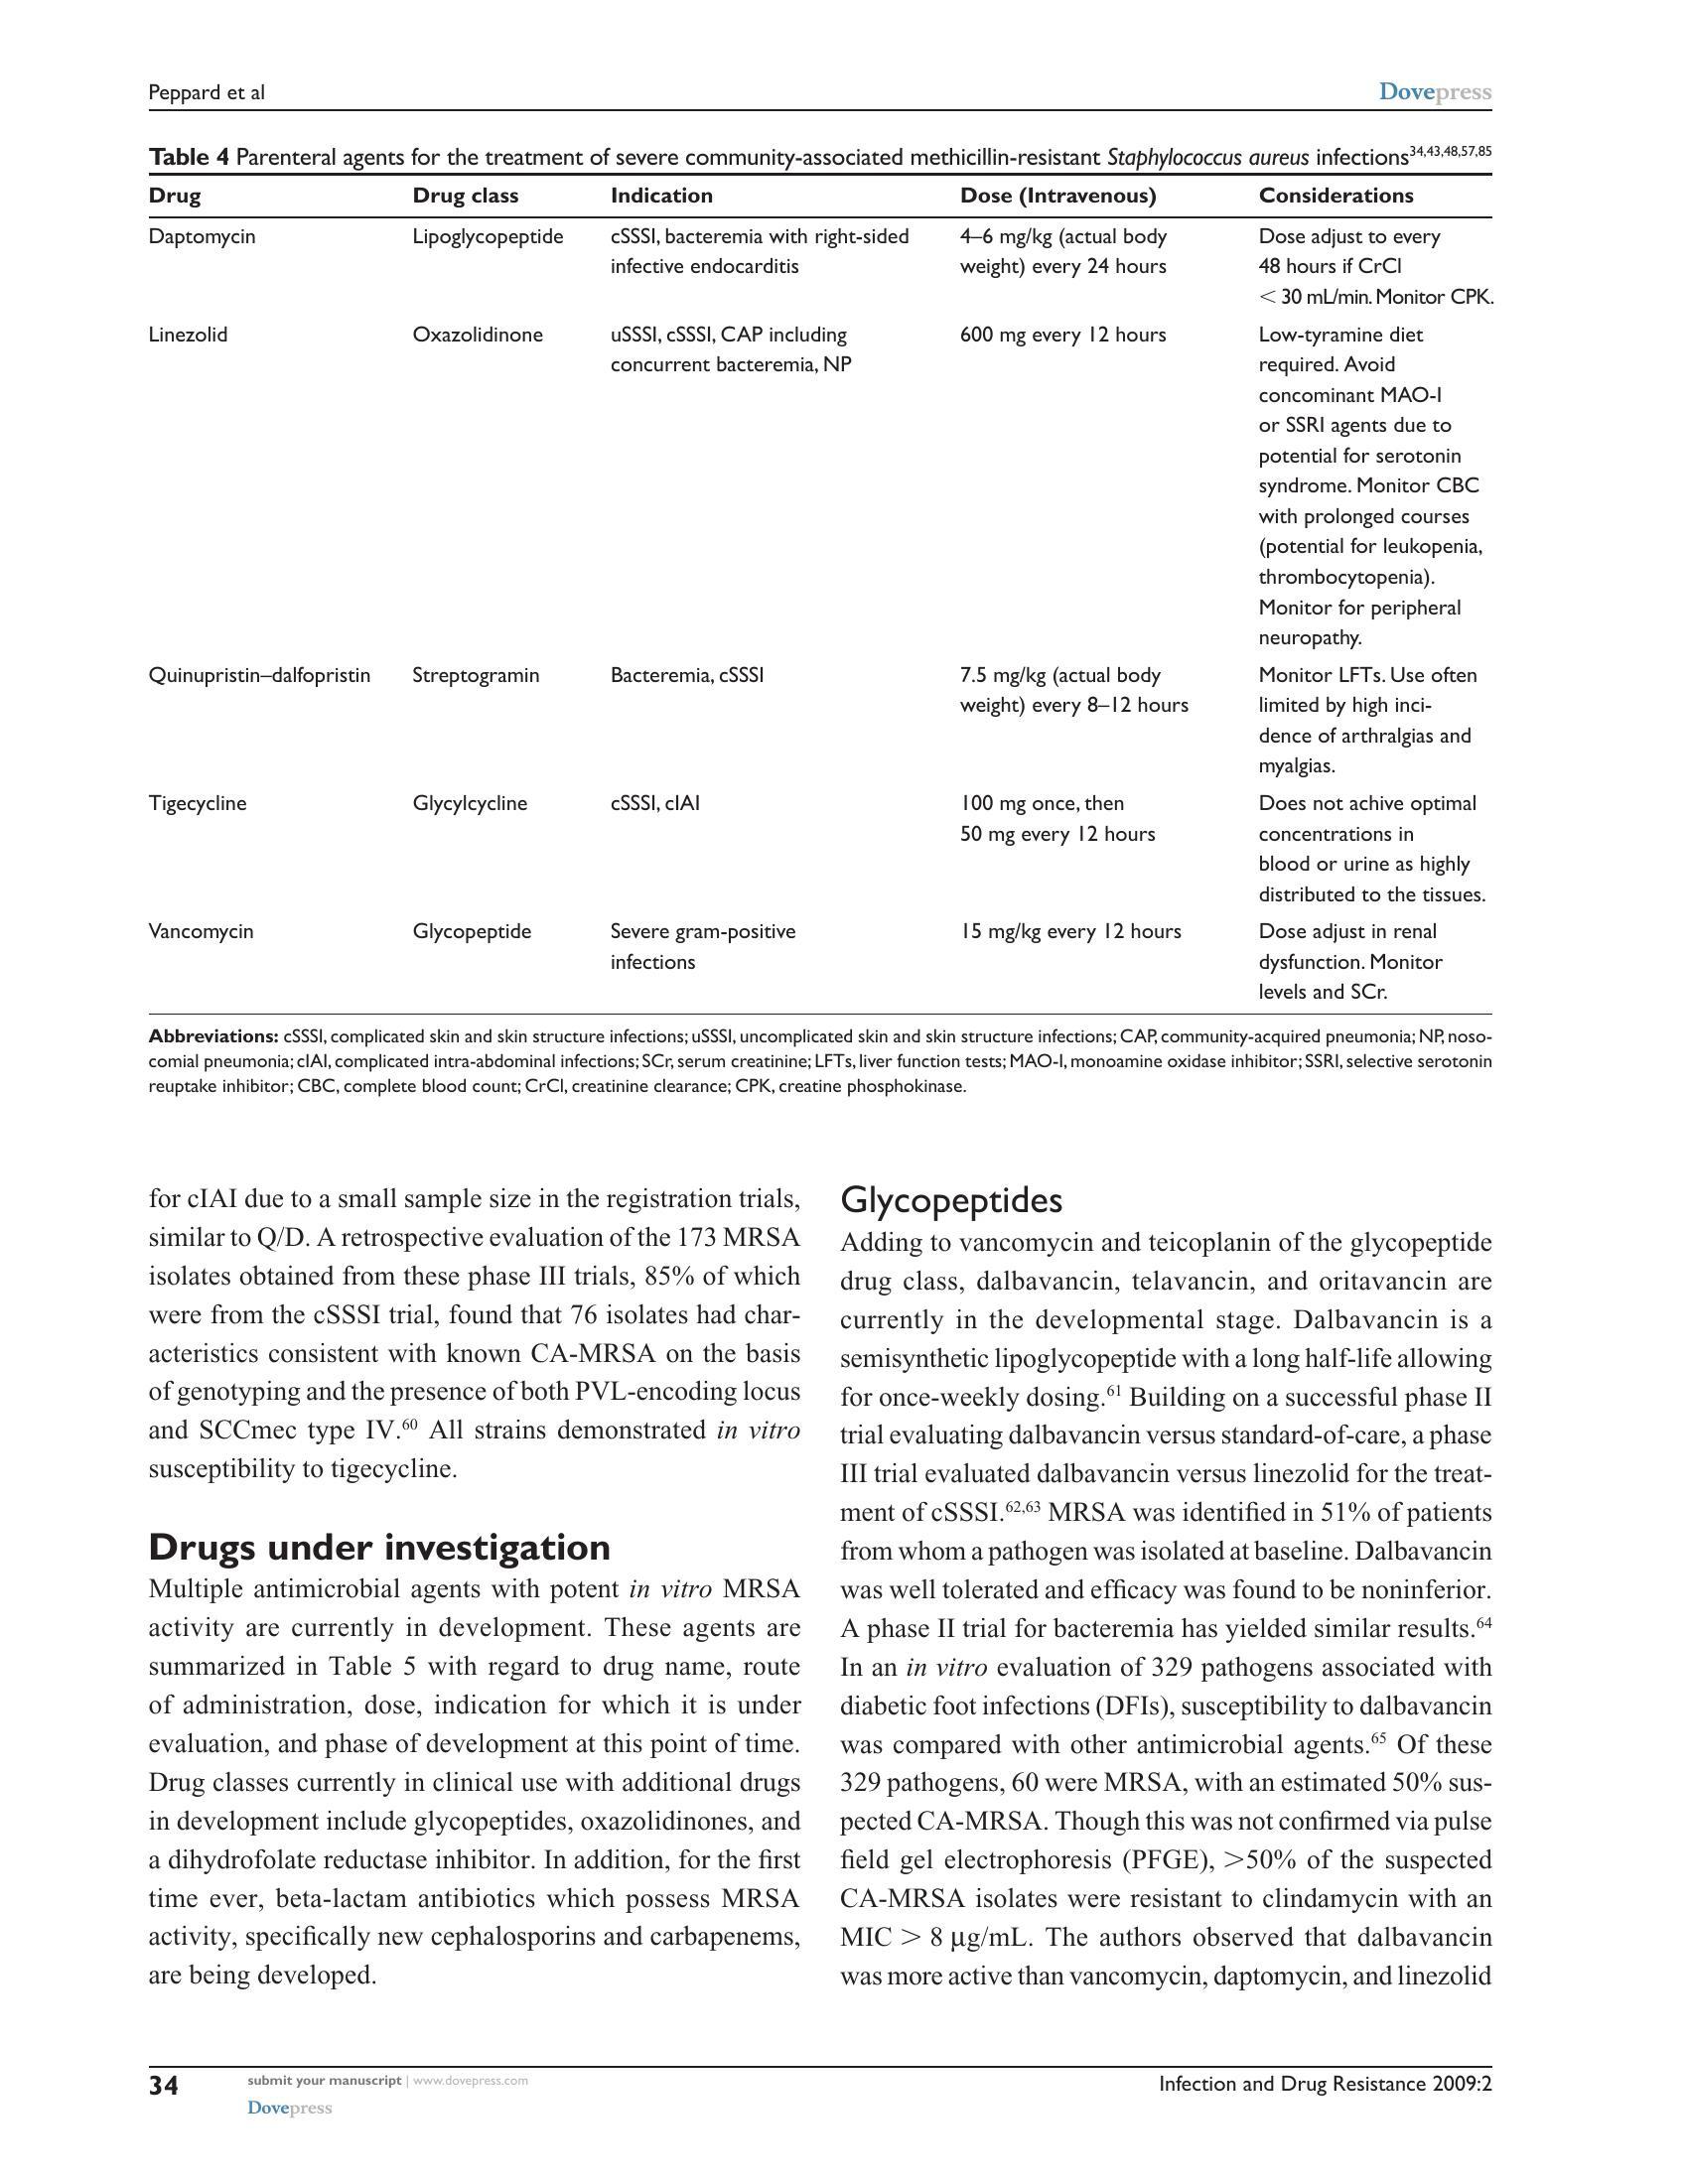 Peppard et al
Dovepress
Table 4 Parenteral agents for the treatment of severe community-associated methicillin-resistant Staphylococcus aureus infections34,43,48,57,85
Drug Drug class Indication Dose (Intravenous) Considerations
Daptomycin Lipoglycopeptide cSSSI, bacteremia with right-sided 4–6 mg/kg (actual body Dose adjust to every
infective endocarditis weight) every 24 hours 48 hours if CrCl
< 30 mL/min. Monitor CPK.
Linezolid Oxazolidinone uSSSI, cSSSI, CAP including 600 mg every 12 hours Low-tyramine diet
concurrent bacteremia, NP required. Avoid
concominant MAO-I
or SSRI agents due to
potential for serotonin
syndrome. Monitor CBC
with prolonged courses
(potential for leukopenia,
thrombocytopenia).
Monitor for peripheral
neuropathy.
Quinupristin–dalfopristin Streptogramin Bacteremia, cSSSI 7.5 mg/kg (actual body Monitor LFTs. Use often
weight) every 8–12 hours limited by high inci-
dence of arthralgias and
myalgias.
Tigecycline Glycylcycline cSSSI, cIAI 100 mg once, then Does not achive optimal
50 mg every 12 hours concentrations in
blood or urine as highly
distributed to the tissues.
Vancomycin Glycopeptide Severe gram-positive 15 mg/kg every 12 hours Dose adjust in renal
infections dysfunction. Monitor
levels and SCr.
Abbreviations: cSSSI, complicated skin and skin structure infections; uSSSI, uncomplicated skin and skin structure infections; CAP, community-acquired pneumonia; NP, noso-
comial pneumonia; cIAI, complicated intra-abdominal infections; SCr, serum creatinine; LFTs, liver function tests; MAO-I, monoamine oxidase inhibitor; SSRI, selective serotonin
reuptake inhibitor; CBC, complete blood count; CrCl, creatinine clearance; CPK, creatine phosphokinase.
for cIAI due to a small sample size in the registration trials,
similar to Q/D. A retrospective evaluation of the 173 MRSA
isolates obtained from these phase III trials, 85% of which
were from the cSSSI trial, found that 76 isolates had char-
acteristics consistent with known CA-MRSA on the basis
of genotyping and the presence of both PVL-encoding locus
and SCCmec type IV.60 All strains demonstrated in vitro
susceptibility to tigecycline.
Drugs under investigation
Multiple antimicrobial agents with potent in vitro MRSA
activity are currently in development. These agents are
summarized in Table 5 with regard to drug name, route
of administration, dose, indication for which it is under
evaluation, and phase of development at this point of time.
Drug classes currently in clinical use with additional drugs
in development include glycopeptides, oxazolidinones, and
a dihydrofolate reductase inhibitor. In addition, for the first
time ever, beta-lactam antibiotics which possess MRSA
activity, specifically new cephalosporins and carbapenems,
are being developed.
Glycopeptides
Adding to vancomycin and teicoplanin of the glycopeptide
drug class, dalbavancin, telavancin, and oritavancin are
currently in the developmental stage. Dalbavancin is a
semisynthetic lipoglycopeptide with a long half-life allowing
for once-weekly dosing.61 Building on a successful phase II
trial evaluating dalbavancin versus standard-of-care, a phase
III trial evaluated dalbavancin versus linezolid for the treat-
ment of cSSSI.62,63 MRSA was identified in 51% of patients
from whom a pathogen was isolated at baseline. Dalbavancin
was well tolerated and efficacy was found to be noninferior.
A phase II trial for bacteremia has yielded similar results.64
In an in vitro evaluation of 329 pathogens associated with
diabetic foot infections (DFIs), susceptibility to dalbavancin
was compared with other antimicrobial agents.65 Of these
329 pathogens, 60 were MRSA, with an estimated 50% sus-
pected CA-MRSA. Though this was not confirmed via pulse
field gel electrophoresis (PFGE), >50% of the suspected
CA-MRSA isolates were resistant to clindamycin with an
MIC > 8 μg/mL. The authors observed that dalbavancin
was more active than vancomycin, daptomycin, and linezolid
34
submit your manuscript | www.dovepress.com
Dovepress
Infection and Drug Resistance 2009:2